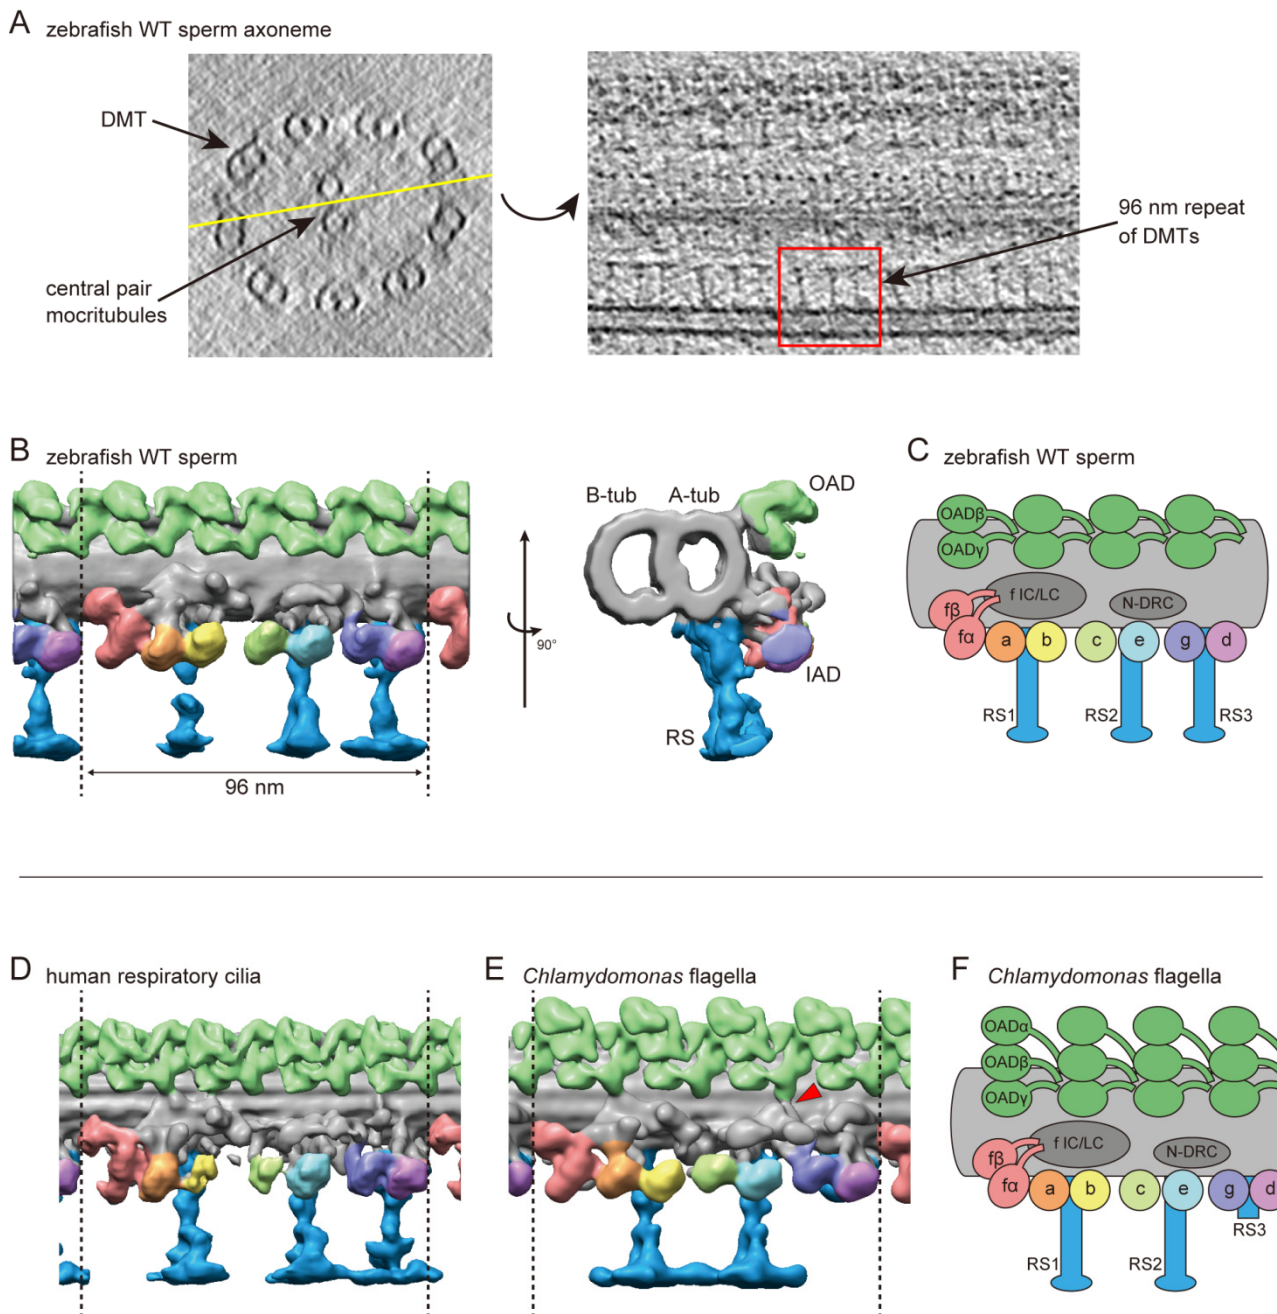 A zebrafish WT sperm axoneme
DMT
central pair
mocritubules
96 nm repeat
of DMTs
B zebrafish WT sperm
96 nm
90°
B-tub
A-tub
OAD
IAD
RS
C zebrafish WT sperm
OADβ
OADγ
f IC/LC
N-DRC
fβ
fα
a
b
c
e
g
d
RS1
RS2
RS3
D human respiratory cilia
E Chlamydomonas flagella
F Chlamydomonas flagella
OADα
OADβ
OADγ
f IC/LC
N-DRC
fβ
fα
a
b
c
e
g
d
RS3
RS1
RS2